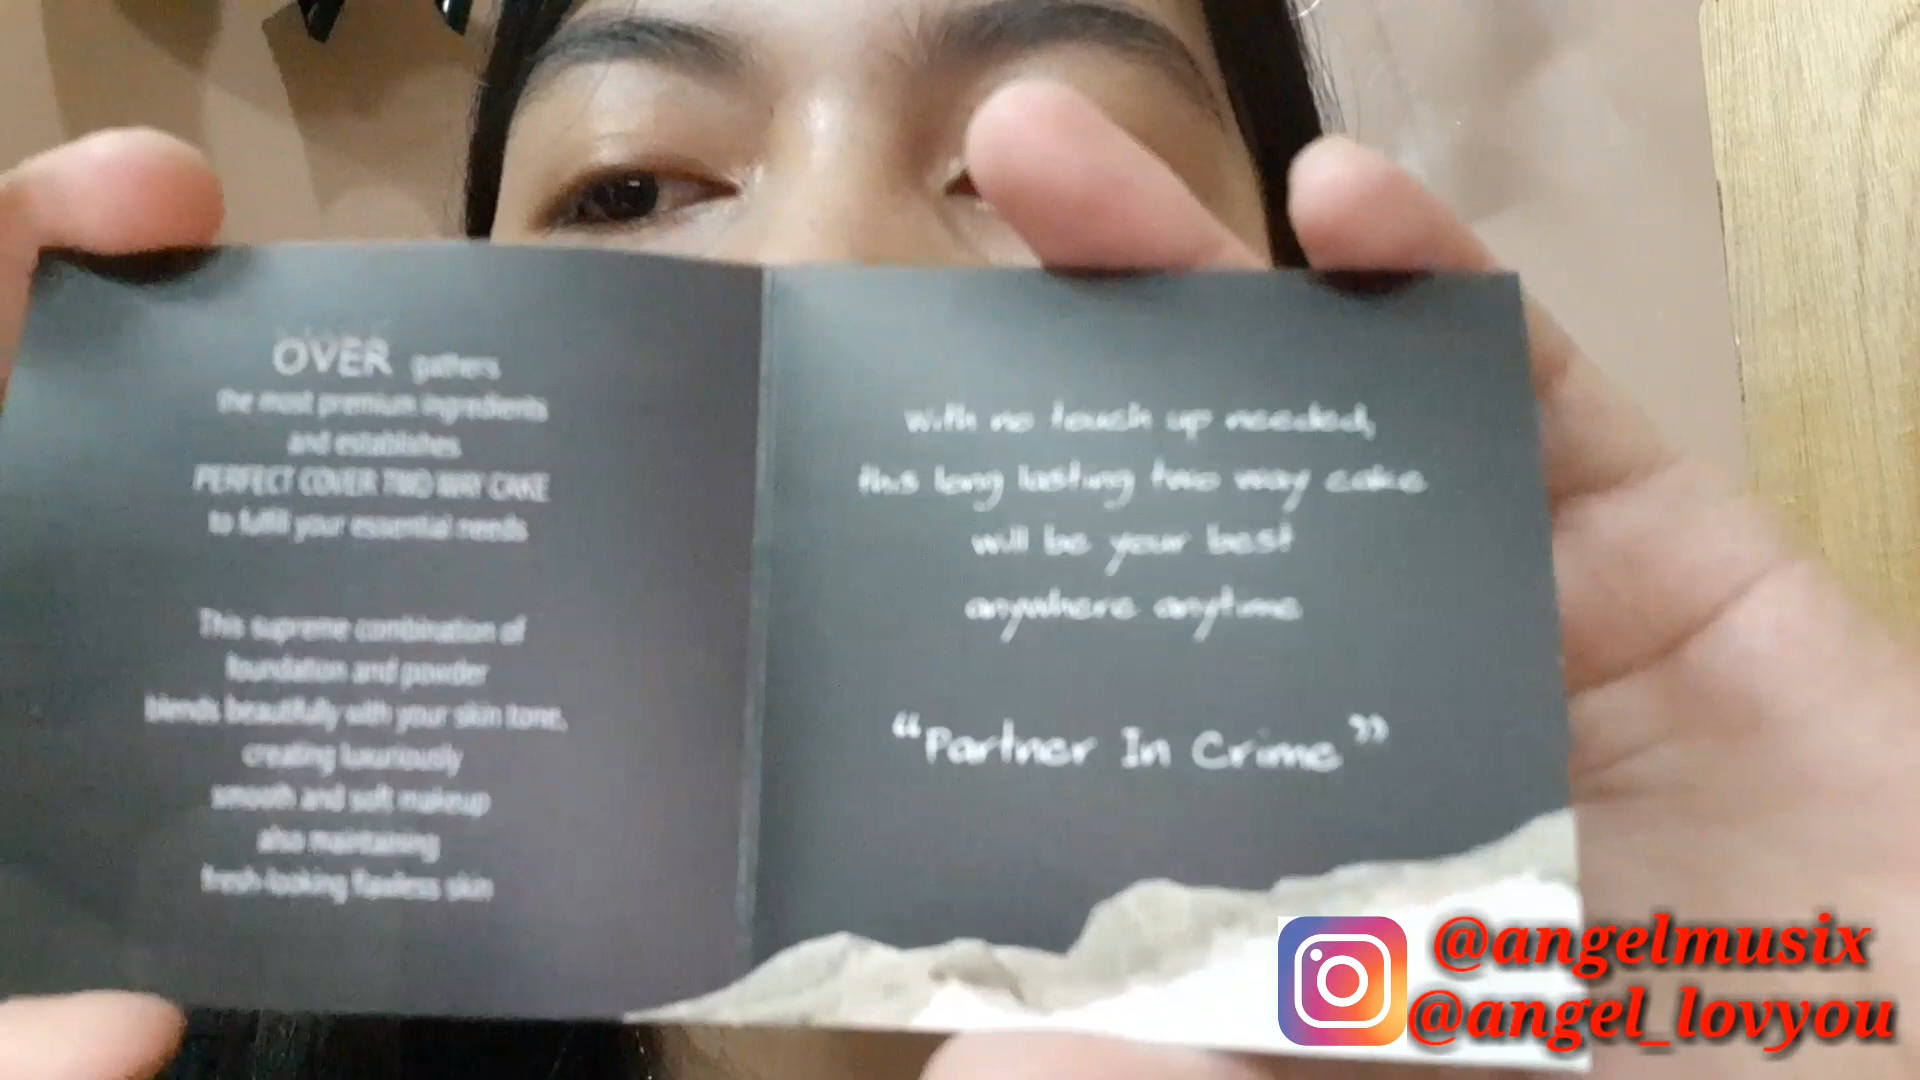 OVER gathers
the most premium ingredients
and establishes
PERFECT COVER TWO WAY CAKE
to fulfill your essential needs
This supreme combination of
foundation and powder
blends beautifully with your skin tone,
creating luxuriously
smooth and soft makeup
also maintaining
fresh-looking flawless skin
with no touch up needed,
this long lasting two way cake
will be your best
anywhere anytime
"Partner In Crime"
@angelmusix
@angel_lovyou